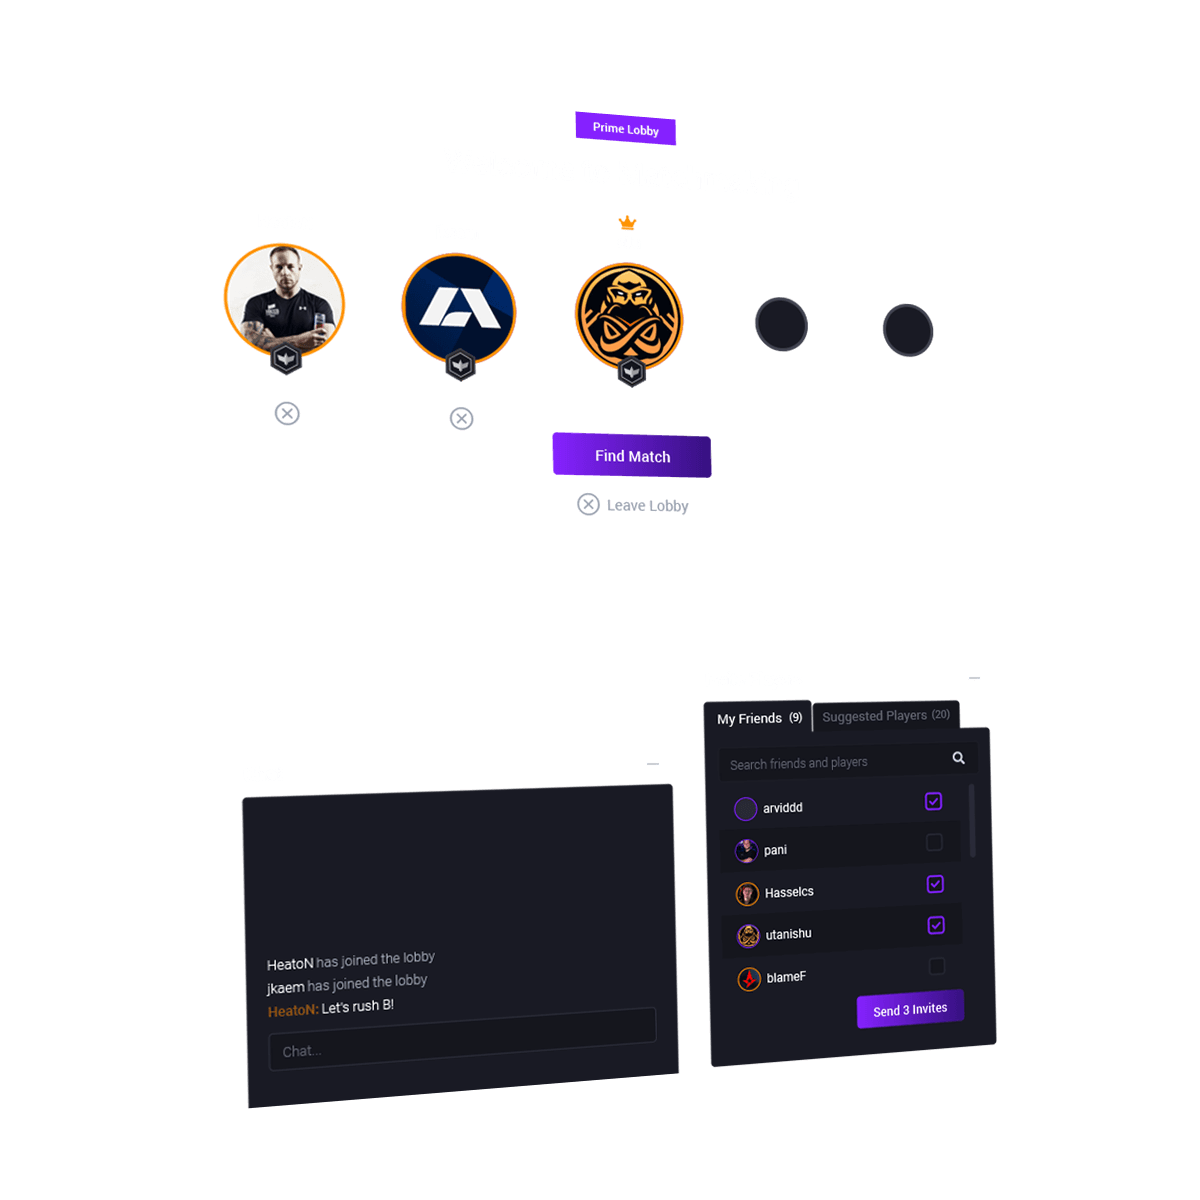 Prime Lobby
Find Match
Leave Lobby
My Friends (9)
Suggested Players (20)
Search friends and players
arviddd
pani
Hasselcs
utanishu
blameF
Send 3 Invites
HeatoN has joined the lobby
jkaem has joined the lobby
HeatoN: Let's rush B!
Chat...